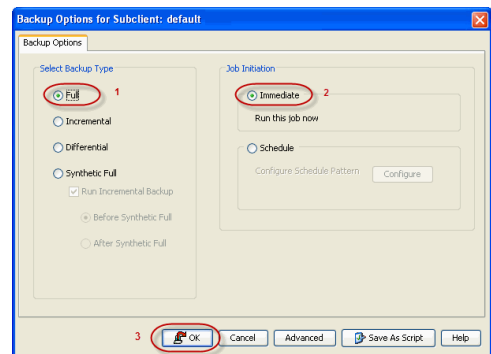 Backup Options for Subclient: default
Backup Options
Select Backup Type
Full
1
Incremental
Differential
Synthetic Full
Run Incremental Backup
Before Synthetic Full
After Synthetic Full
Job Initiation
Immediate
2
Run this job now
Schedule
Configure Schedule Pattern
Configure
3
OK
Cancel
Advanced
Save As Script
Help